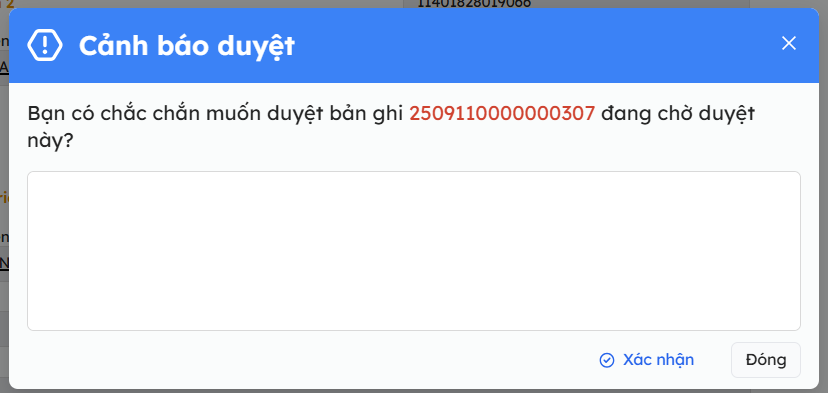 11401828019066
Cảnh báo duyệt
Bạn có chắc chắn muốn duyệt bản ghi 2509110000000307 đang chờ duyệt
này?
Xác nhận
Đóng